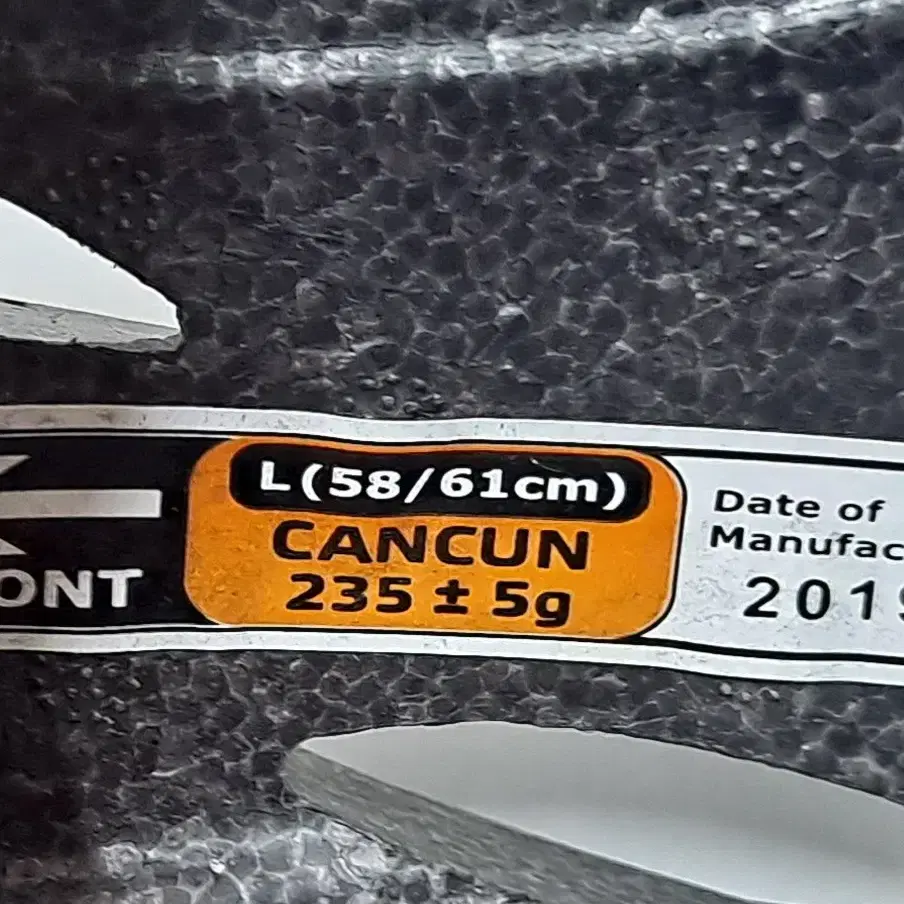 L(58/61cm)
CANCUN
235 ± 5g
ONT
Date of
Manufac
201